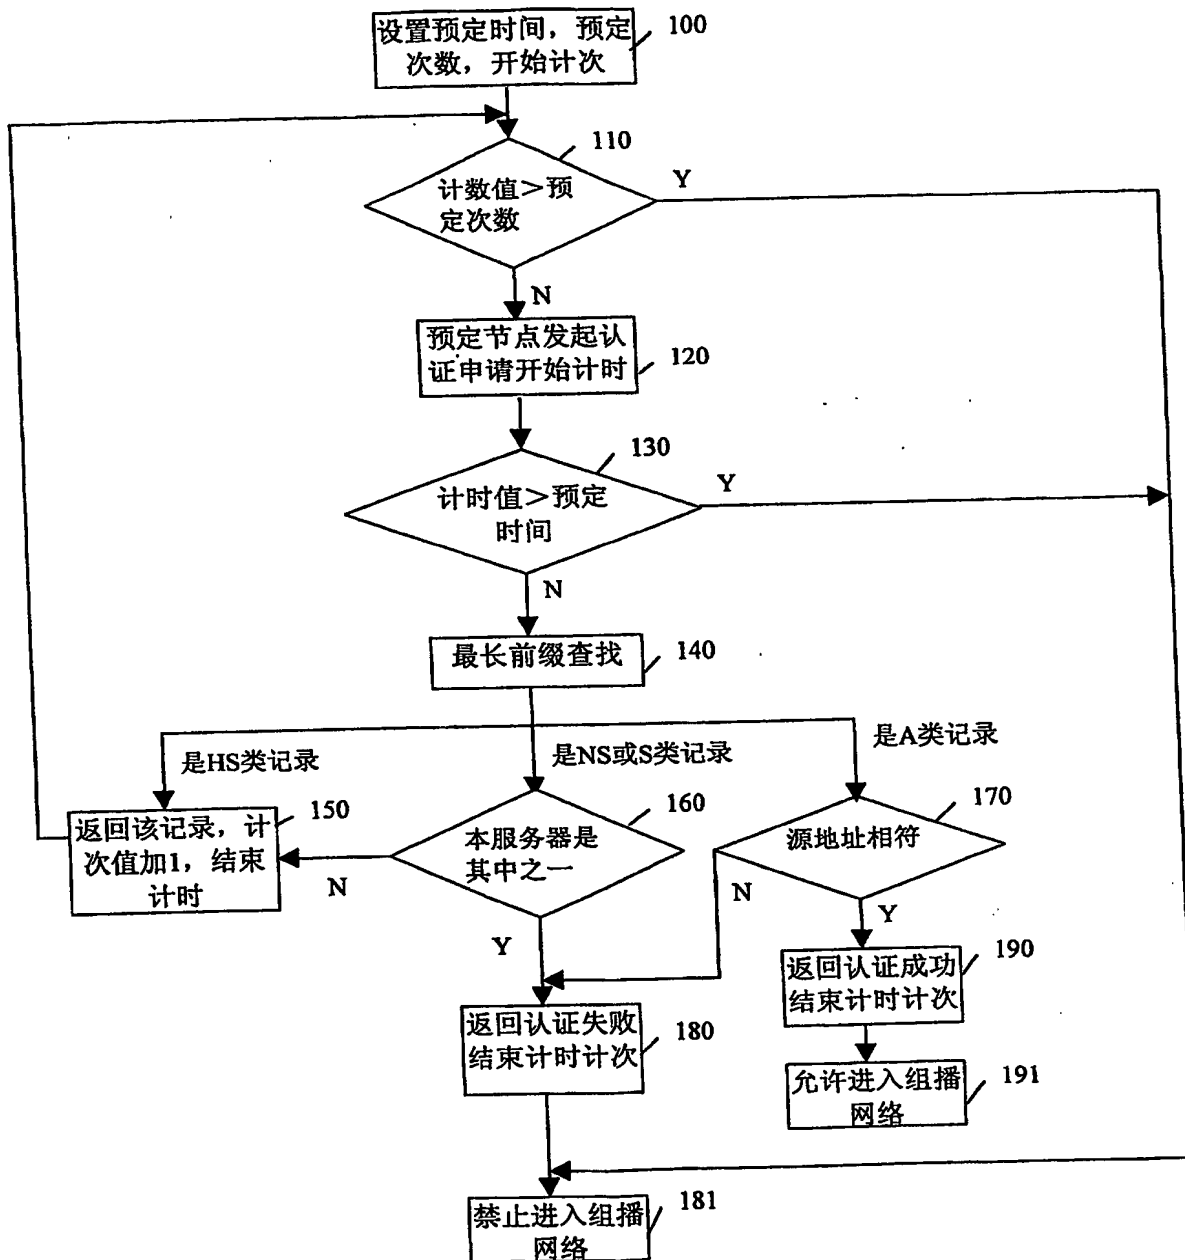 设置预定时间，预定
次数，开始计次
100
110
计数值＞预
定次数
Y
N
预定节点发起认
证申请开始计时
120
130
计时值＞预定
时间
Y
N
最长前缀查找
140
是HS类记录
是NS或S类记录
是A类记录
返回该记录，计
次值加1，结束
计时
150
本服务器是
其中之一
160
源地址相符
170
N
N
Y
Y
返回认证成功
结束计时计次
190
返回认证失败
结束计时计次
180
允许进入组播
网络
191
禁止进入组播
网络
181